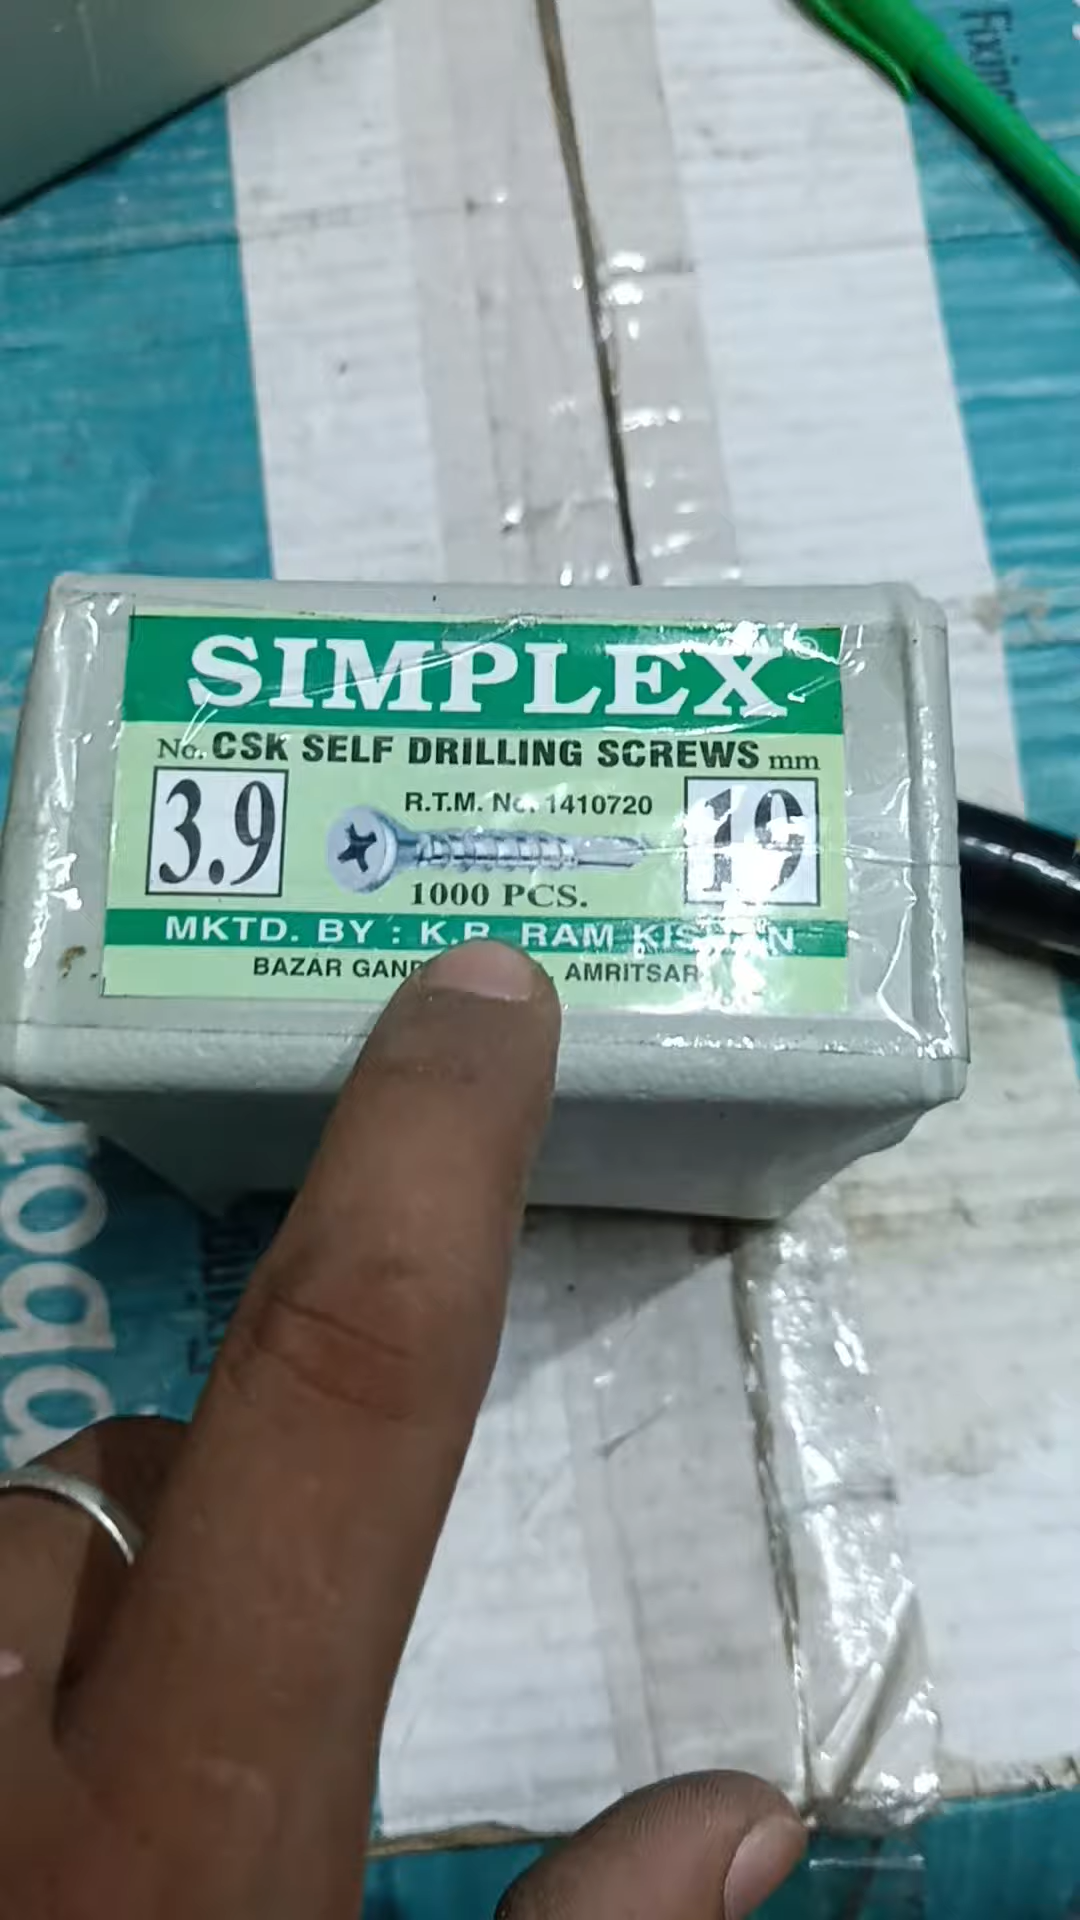 Fixing
SIMPLEX®
No. CSK SELF DRILLING SCREWS mm
3.9
R.T.M. No. 1410720
19
1000 PCS.
MKTD. BY : K.R. RAM
BAZAR AMRITSAR